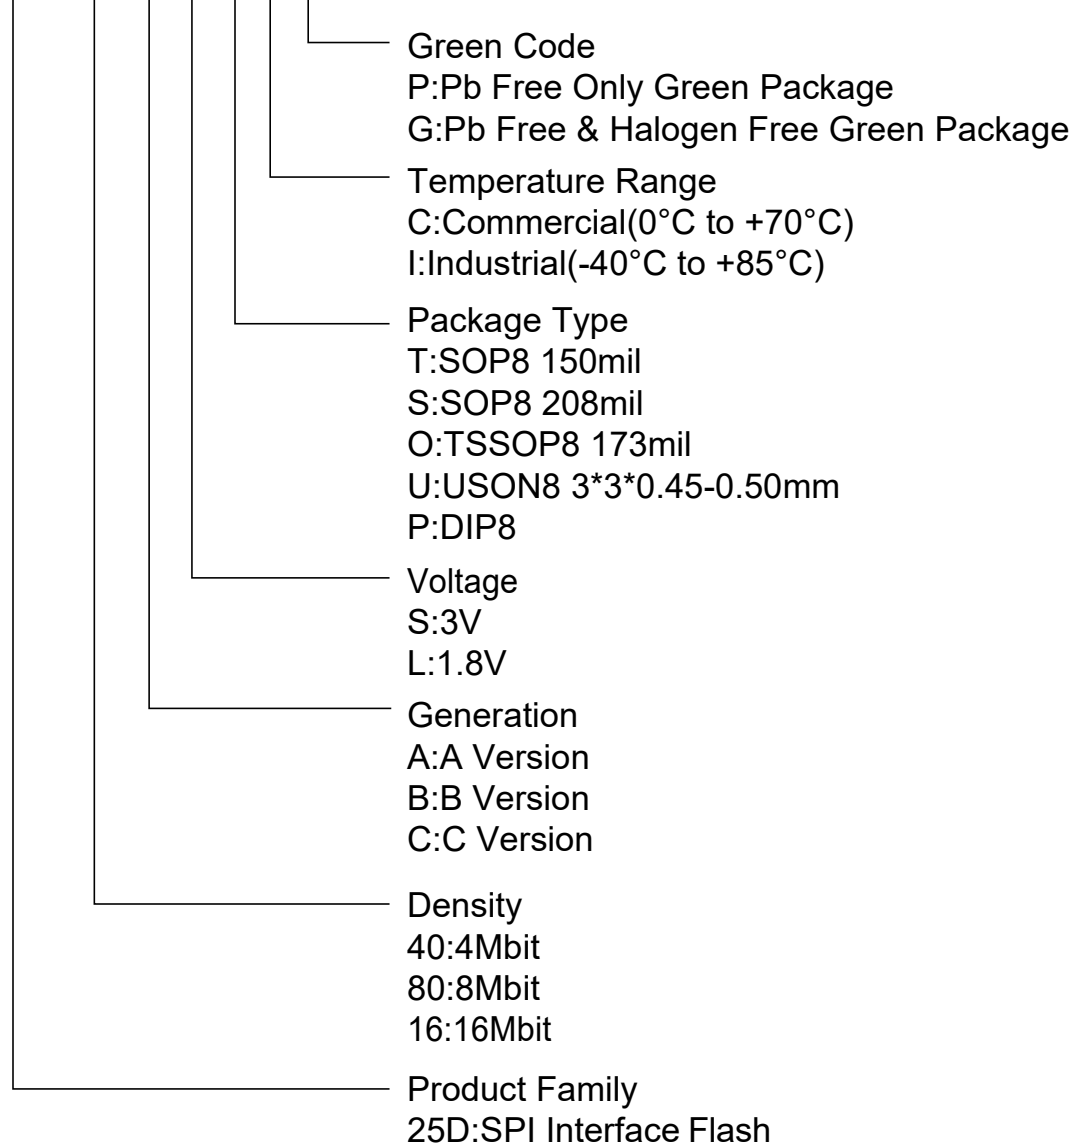 Green Code
P:Pb Free Only Green Package
G:Pb Free & Halogen Free Green Package
Temperature Range
C:Commercial(0°C to +70°C)
I:Industrial(-40°C to +85°C)
Package Type
T:SOP8 150mil
S:SOP8 208mil
O:TSSOP8 173mil
U:USON8 3*3*0.45-0.50mm
P:DIP8
Voltage
S:3V
L:1.8V
Generation
A:A Version
B:B Version
C:C Version
Density
40:4Mbit
80:8Mbit
16:16Mbit
Product Family
25D:SPI Interface Flash